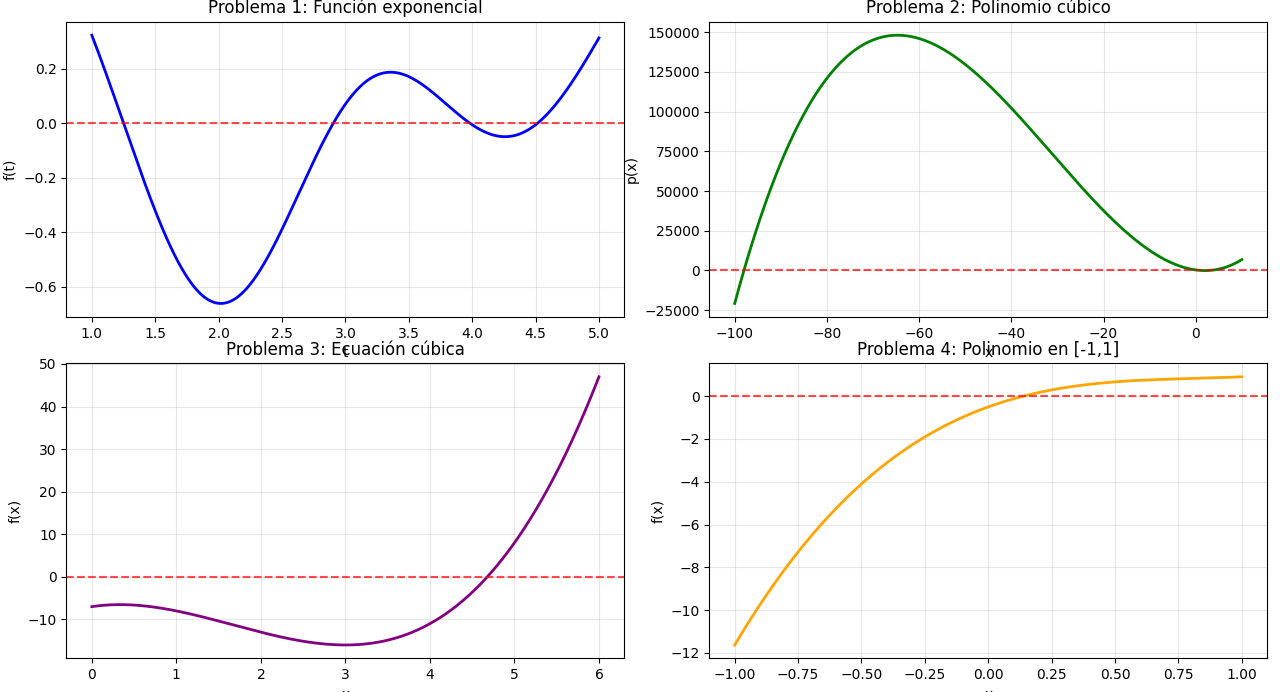 Problema 1: Función exponencial
f(t)
0.2
0.0
−0.2
−0.4
−0.6
1.0 1.5 2.0 2.5 3.0 3.5 4.0 4.5 5.0
Problema 2: Polinomio cúbico
p(x)
150000
125000
100000
75000
50000
25000
0
−25000
−100 −80 −60 −40 −20 0
Problema 3: Ecuación cúbica
f(x)
50
40
30
20
10
0
−10
0 1 2 3 4 5 6
Problema 4: Polinomio en [-1,1]
f(x)
0
−2
−4
−6
−8
−10
−12
−1.00 −0.75 −0.50 −0.25 0.00 0.25 0.50 0.75 1.00